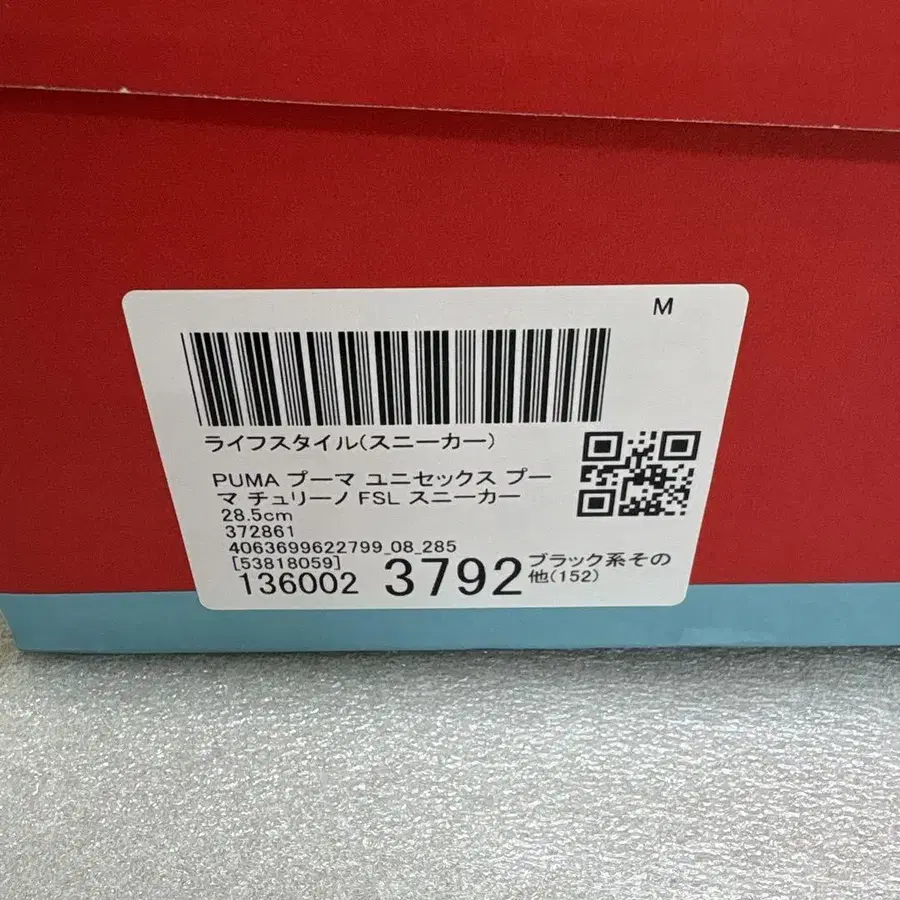 M
ライフスタイル(スニーカー)
PUMA プーマ ユニセックス プー
マ チュリーノ FSL スニーカー
28.5cm
372861
4063699622799_08_285
[53818059]
136002 3792 ブラック系その
他(152)